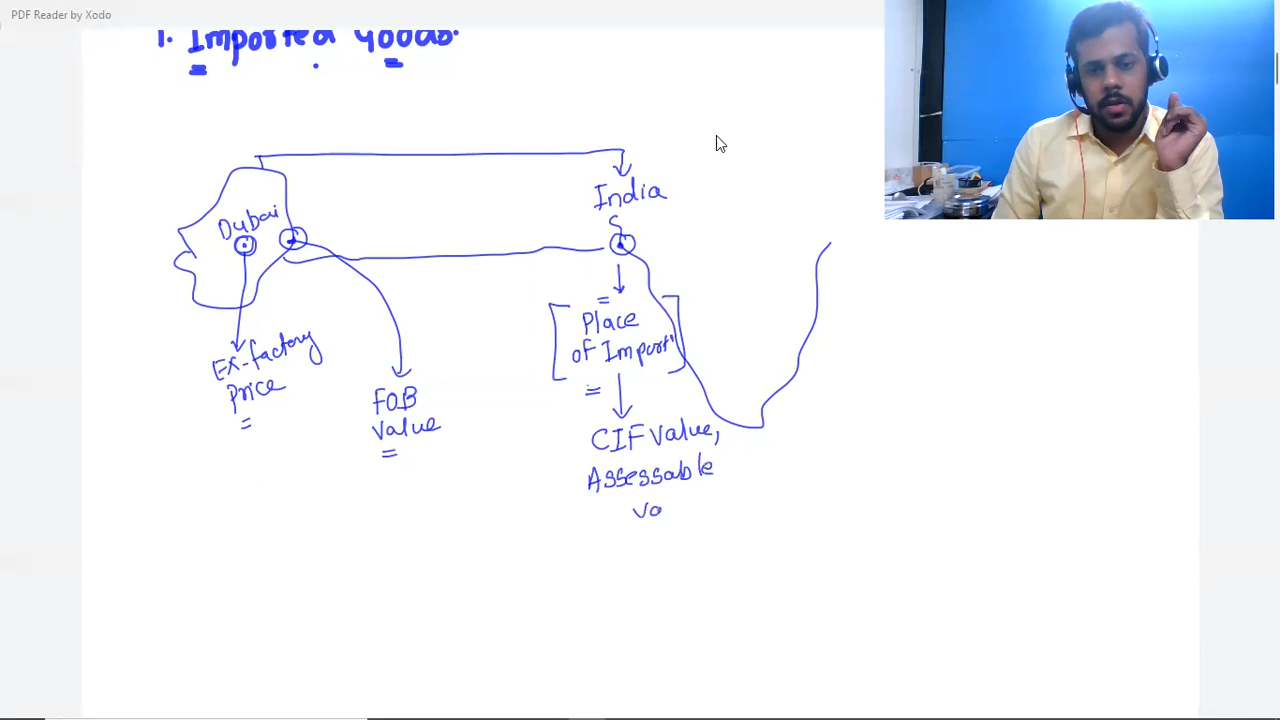 PDF Reader by Xodo
1. Imported Goods.
India
Dubai
Place
of Import
Ex-factory
Price
FOB
Value
CIF Value,
Assessable
va